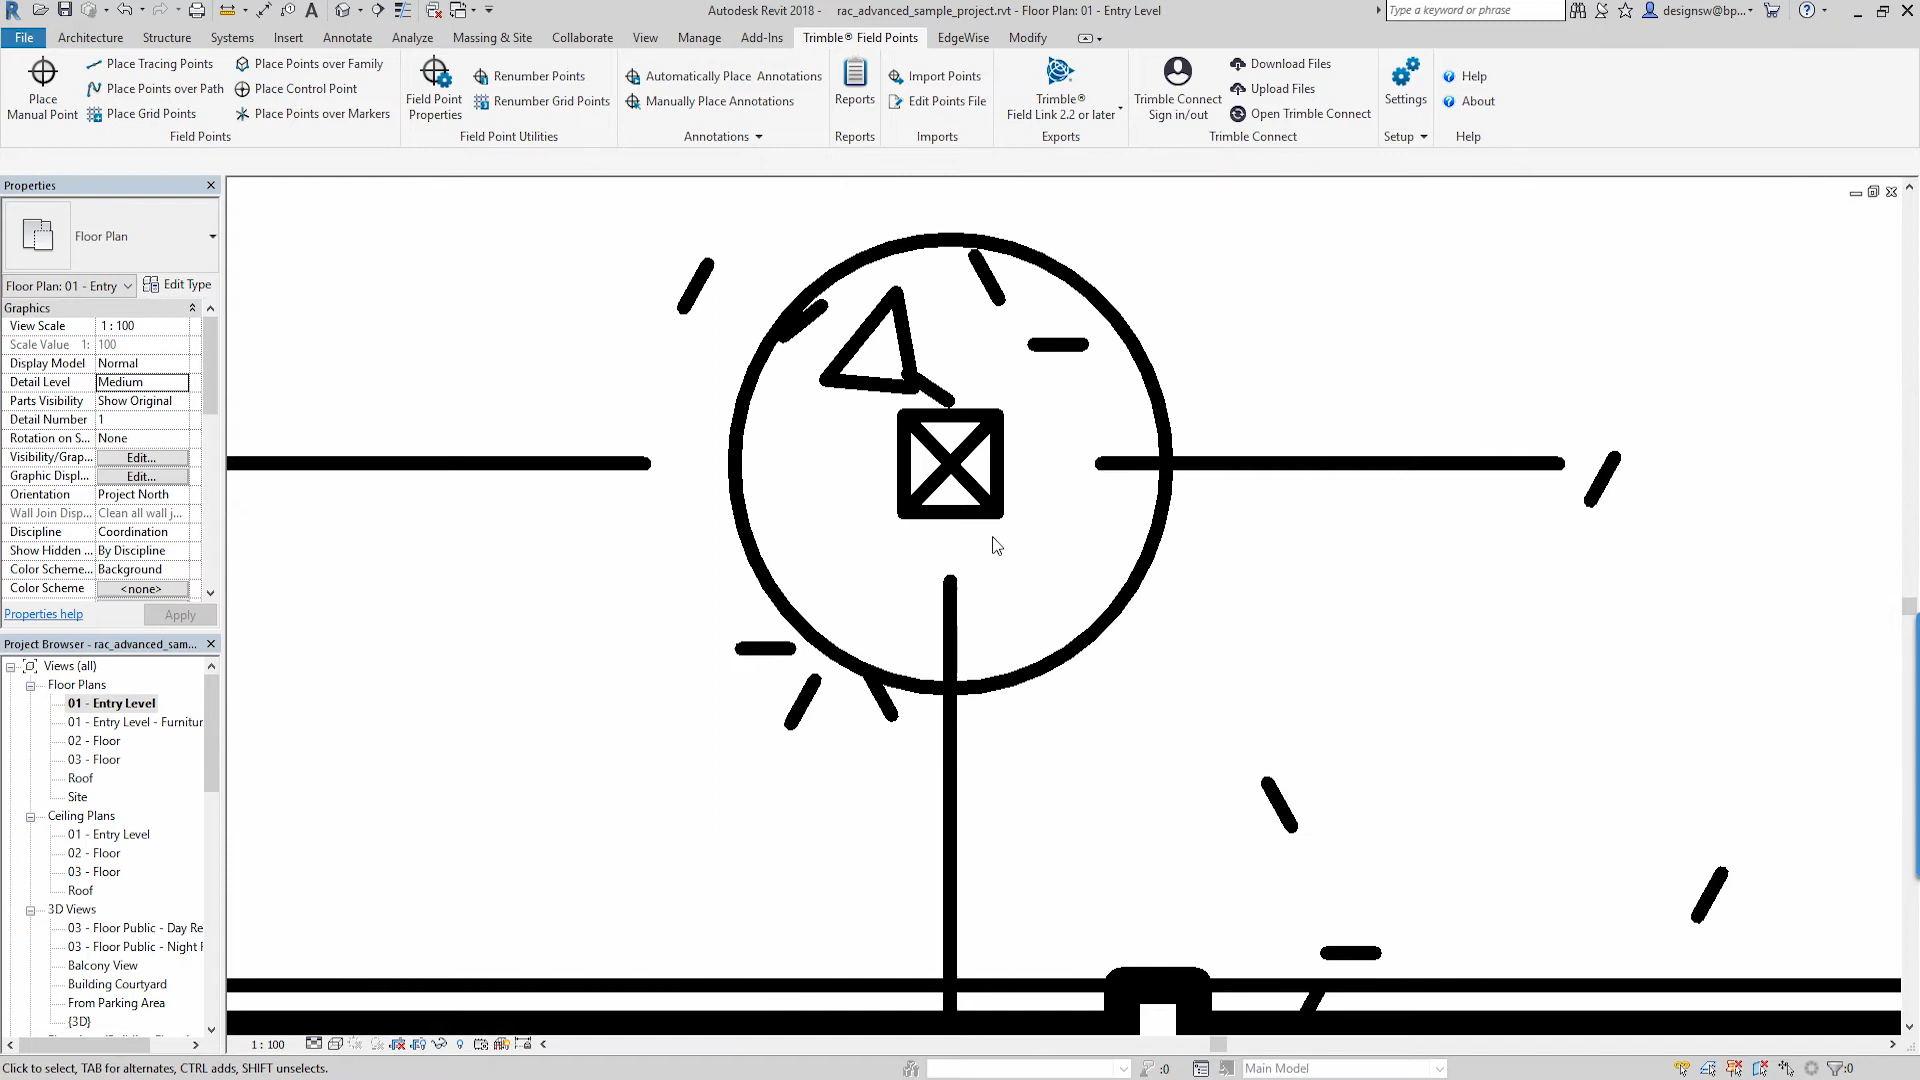 Autodesk Revit 2018 -     rac_advanced_sample_project.rvt - Floor Plan: 01 - Entry Level
Type a keyword or phrase
designsw@bp...
File Architecture Structure Systems Insert Annotate Analyze Massing & Site Collaborate View Manage Add-Ins Trimble® Field Points EdgeWise Modify
Place
Manual Point
Place Tracing Points
Place Points over Path
Place Grid Points
Place Points over Family
Place Control Point
Place Points over Markers
Field Points
Field Point
Properties
Renumber Points
Renumber Grid Points
Field Point Utilities
Automatically Place Annotations
Manually Place Annotations
Annotations
Reports
Reports
Import Points
Edit Points File
Imports
Trimble®
Field Link 2.2 or later
Exports
Trimble Connect
Sign in/out
Download Files
Upload Files
Open Trimble Connect
Trimble Connect
Settings
Setup
Help
About
Help
Properties
Floor Plan
Floor Plan: 01 - Entry
Edit Type
Graphics
View Scale 1 : 100
Scale Value 1: 100
Display Model Normal
Detail Level Medium
Parts Visibility Show Original
Detail Number 1
Rotation on S... None
Visibility/Grap... Edit...
Graphic Displ... Edit...
Orientation Project North
Wall Join Disp... Clean all wall j...
Discipline Coordination
Show Hidden ... By Discipline
Color Scheme... Background
Color Scheme <none>
Properties help Apply
Project Browser - rac_advanced_sam...
Views (all)
Floor Plans
01 - Entry Level
01 - Entry Level - Furnitur
02 - Floor
03 - Floor
Roof
Site
Ceiling Plans
01 - Entry Level
02 - Floor
03 - Floor
Roof
3D Views
03 - Floor Public - Day Re
03 - Floor Public - Night
Balcony View
Building Courtyard
From Parking Area
{3D}
1 : 100
Click to select, TAB for alternates, CTRL adds, SHIFT unselects.
:0
Main Model
:0